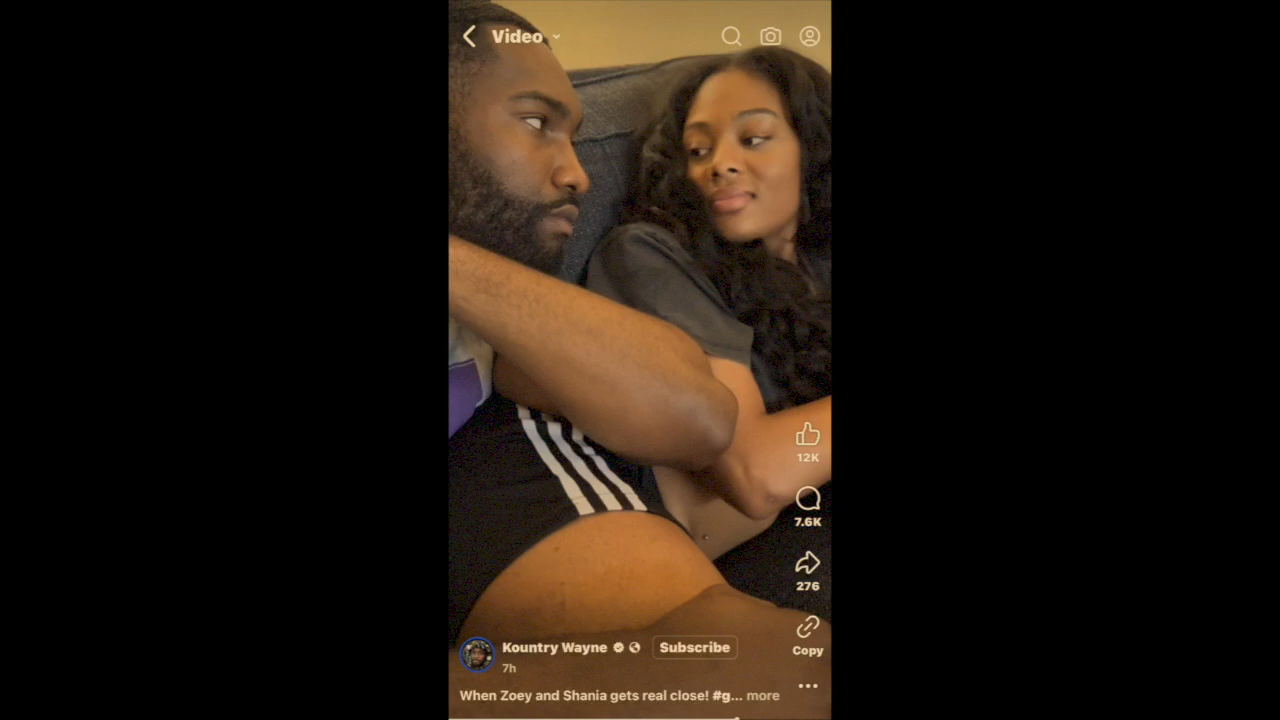 Video
12K
7.6K
276
Copy
Kountry Wayne
Subscribe
7h
When Zoey and Shania gets real close! #g... more